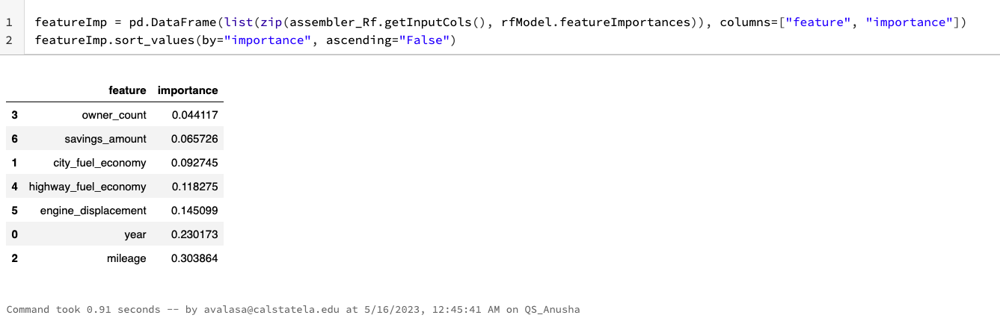 1 featureImp = pd.DataFrame(list(zip(assembler_Rf.getInputCols(), rfModel.featureImportances)), columns=["feature", "importance"])
2 featureImp.sort_values(by="importance", ascending="False")
feature importance
3 owner_count 0.044117
6 savings_amount 0.065726
1 city_fuel_economy 0.092745
4 highway_fuel_economy 0.118275
5 engine_displacement 0.145099
0 year 0.230173
2 mileage 0.303864
Command took 0.91 seconds -- by avalasa@calstatela.edu at 5/16/2023, 12:45:41 AM on QS_Anusha